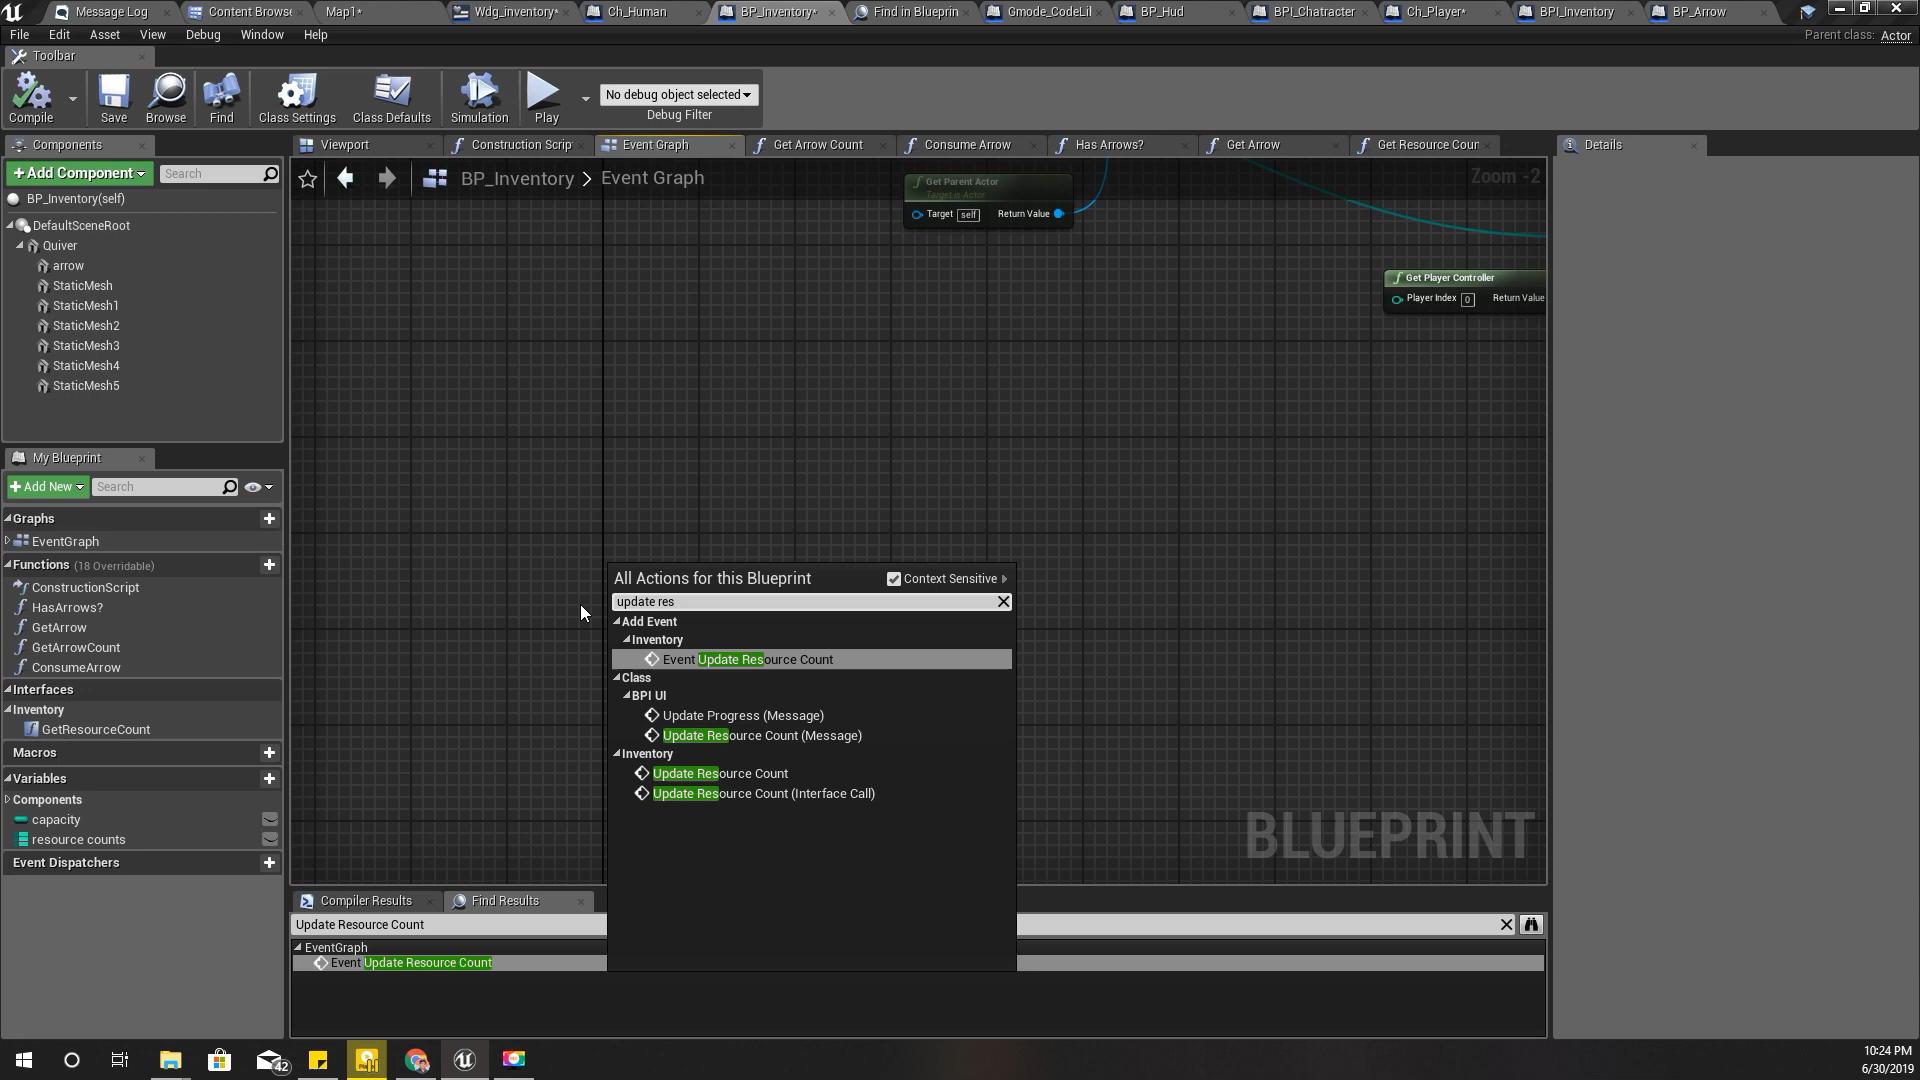 Message Log
Content Browse
Map1*
Wdg_inventory*
Ch_Human
BP_Inventory*
Find in Blueprin
Gmode_CodeLil
BP_Hud
BPI_Chatracter
Ch_Player*
BPI_Inventory
BP_Arrow
File Edit Asset View Debug Window Help
Parent class: Actor
Toolbar
Compile
Save
Browse
Find
Class Settings
Class Defaults
Simulation
Play
No debug object selected
Debug Filter
Components
+ Add Component
Search
BP_Inventory(self)
DefaultSceneRoot
Quiver
arrow
StaticMesh
StaticMesh1
StaticMesh2
StaticMesh3
StaticMesh4
StaticMesh5
My Blueprint
+ Add New
Search
Graphs
EventGraph
Functions (18 Overridable)
ConstructionScript
HasArrows?
GetArrow
GetArrowCount
ConsumeArrow
Interfaces
Inventory
GetResourceCount
Macros
Variables
Components
capacity
resource counts
Event Dispatchers
Viewport
Construction Scrip
Event Graph
Get Arrow Count
Consume Arrow
Has Arrows?
Get Arrow
Get Resource Cour
BP_Inventory > Event Graph
Zoom -2
Get Parent Actor
Target is Actor
Target self Return Value
Get Player Controller
Player Index 0 Return Value
All Actions for this Blueprint
Context Sensitive
update res
Add Event
Inventory
Event Update Resource Count
Class
BPI UI
Update Progress (Message)
Update Resource Count (Message)
Inventory
Update Resource Count
Update Resource Count (Interface Call)
BLUEPRINT
Compiler Results
Find Results
Update Resource Count
EventGraph
Event Update Resource Count
Details
42
10:24 PM
6/30/2019